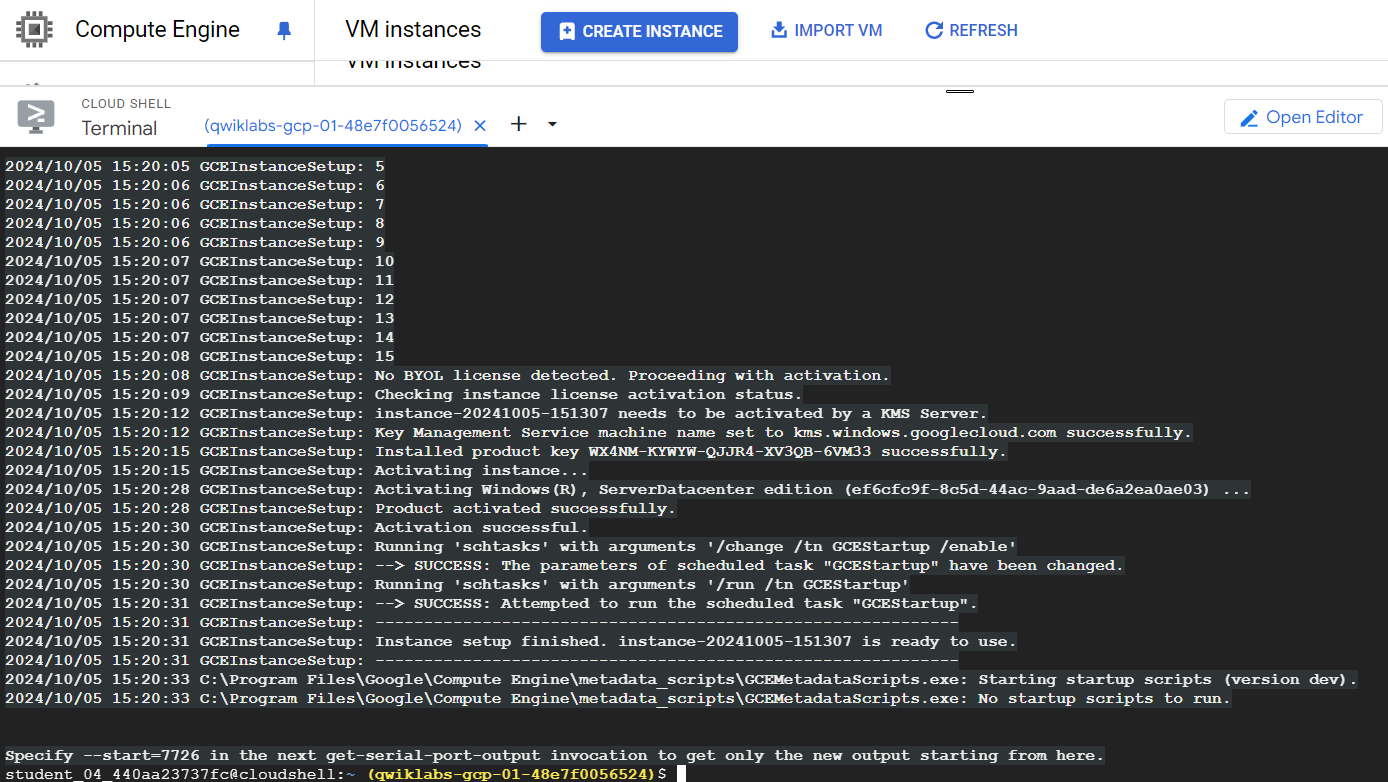 Compute Engine
VM instances
CREATE INSTANCE
IMPORT VM
REFRESH
VM instances
CLOUD SHELL
Terminal
(qwiklabs-gcp-01-48e7f0056524)
Open Editor
2024/10/05 15:20:05 GCEInstanceSetup: 5
2024/10/05 15:20:06 GCEInstanceSetup: 6
2024/10/05 15:20:06 GCEInstanceSetup: 7
2024/10/05 15:20:06 GCEInstanceSetup: 8
2024/10/05 15:20:06 GCEInstanceSetup: 9
2024/10/05 15:20:07 GCEInstanceSetup: 10
2024/10/05 15:20:07 GCEInstanceSetup: 11
2024/10/05 15:20:07 GCEInstanceSetup: 12
2024/10/05 15:20:07 GCEInstanceSetup: 13
2024/10/05 15:20:07 GCEInstanceSetup: 14
2024/10/05 15:20:08 GCEInstanceSetup: 15
2024/10/05 15:20:08 GCEInstanceSetup: No BYOL license detected. Proceeding with activation.
2024/10/05 15:20:09 GCEInstanceSetup: Checking instance license activation status.
2024/10/05 15:20:12 GCEInstanceSetup: instance-20241005-151307 needs to be activated by a KMS Server.
2024/10/05 15:20:12 GCEInstanceSetup: Key Management Service machine name set to kms.windows.googlecloud.com successfully.
2024/10/05 15:20:15 GCEInstanceSetup: Installed product key WX4NM-KYWYW-QJJR4-XV3QB-6VM33 successfully.
2024/10/05 15:20:15 GCEInstanceSetup: Activating instance...
2024/10/05 15:20:28 GCEInstanceSetup: Activating Windows(R), ServerDatacenter edition (ef6cfc9f-8c5d-44ac-9aad-de6a2ea0ae03) ...
2024/10/05 15:20:28 GCEInstanceSetup: Product activated successfully.
2024/10/05 15:20:30 GCEInstanceSetup: Activation successful.
2024/10/05 15:20:30 GCEInstanceSetup: Running 'schtasks' with arguments '/change /tn GCEStartup /enable'
2024/10/05 15:20:30 GCEInstanceSetup: --> SUCCESS: The parameters of scheduled task "GCEStartup" have been changed.
2024/10/05 15:20:30 GCEInstanceSetup: Running 'schtasks' with arguments '/run /tn GCEStartup'
2024/10/05 15:20:31 GCEInstanceSetup: --> SUCCESS: Attempted to run the scheduled task "GCEStartup".
2024/10/05 15:20:31 GCEInstanceSetup: ------------------------------------------------------------
2024/10/05 15:20:31 GCEInstanceSetup: Instance setup finished. instance-20241005-151307 is ready to use.
2024/10/05 15:20:31 GCEInstanceSetup: ------------------------------------------------------------
2024/10/05 15:20:33 C:\Program Files\Google\Compute Engine\metadata_scripts\GCEMetadataScripts.exe: Starting startup scripts (version dev).
2024/10/05 15:20:33 C:\Program Files\Google\Compute Engine\metadata_scripts\GCEMetadataScripts.exe: No startup scripts to run.
Specify --start=7726 in the next get-serial-port-output invocation to get only the new output starting from here.
student_04_440aa23737fc@cloudshell:~ (qwiklabs-gcp-01-48e7f0056524)$